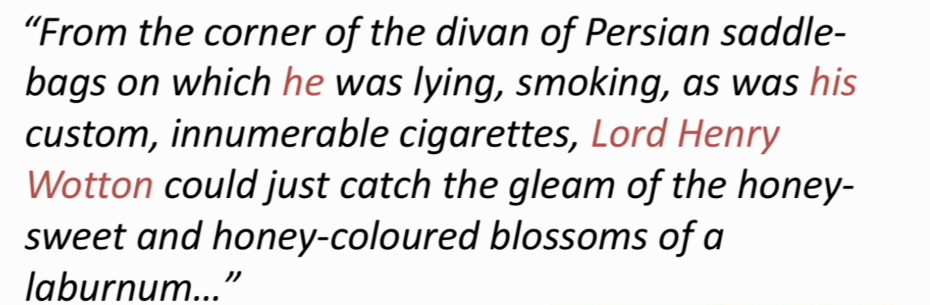 “From the corner of the divan of Persian saddle-
bags on which he was lying, smoking, as was his
custom, innumerable cigarettes, Lord Henry
Wotton could just catch the gleam of the honey-
sweet and honey-coloured blossoms of a
laburnum…”